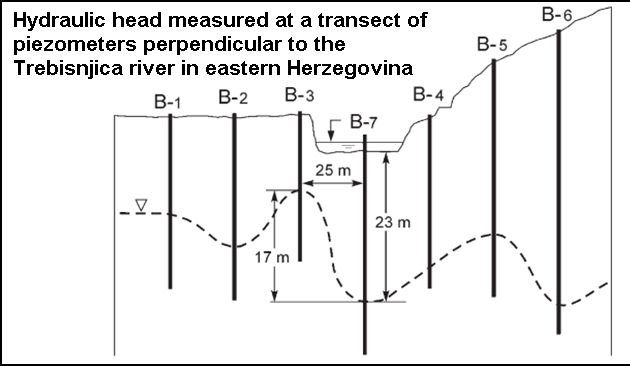 Hydraulic head measured at a transect of
piezometers perpendicular to the
Trebisnjica river in eastern Herzegovina
B-1
B-2
B-3
B-7
B-4
B-5
B-6
25 m
23 m
17 m